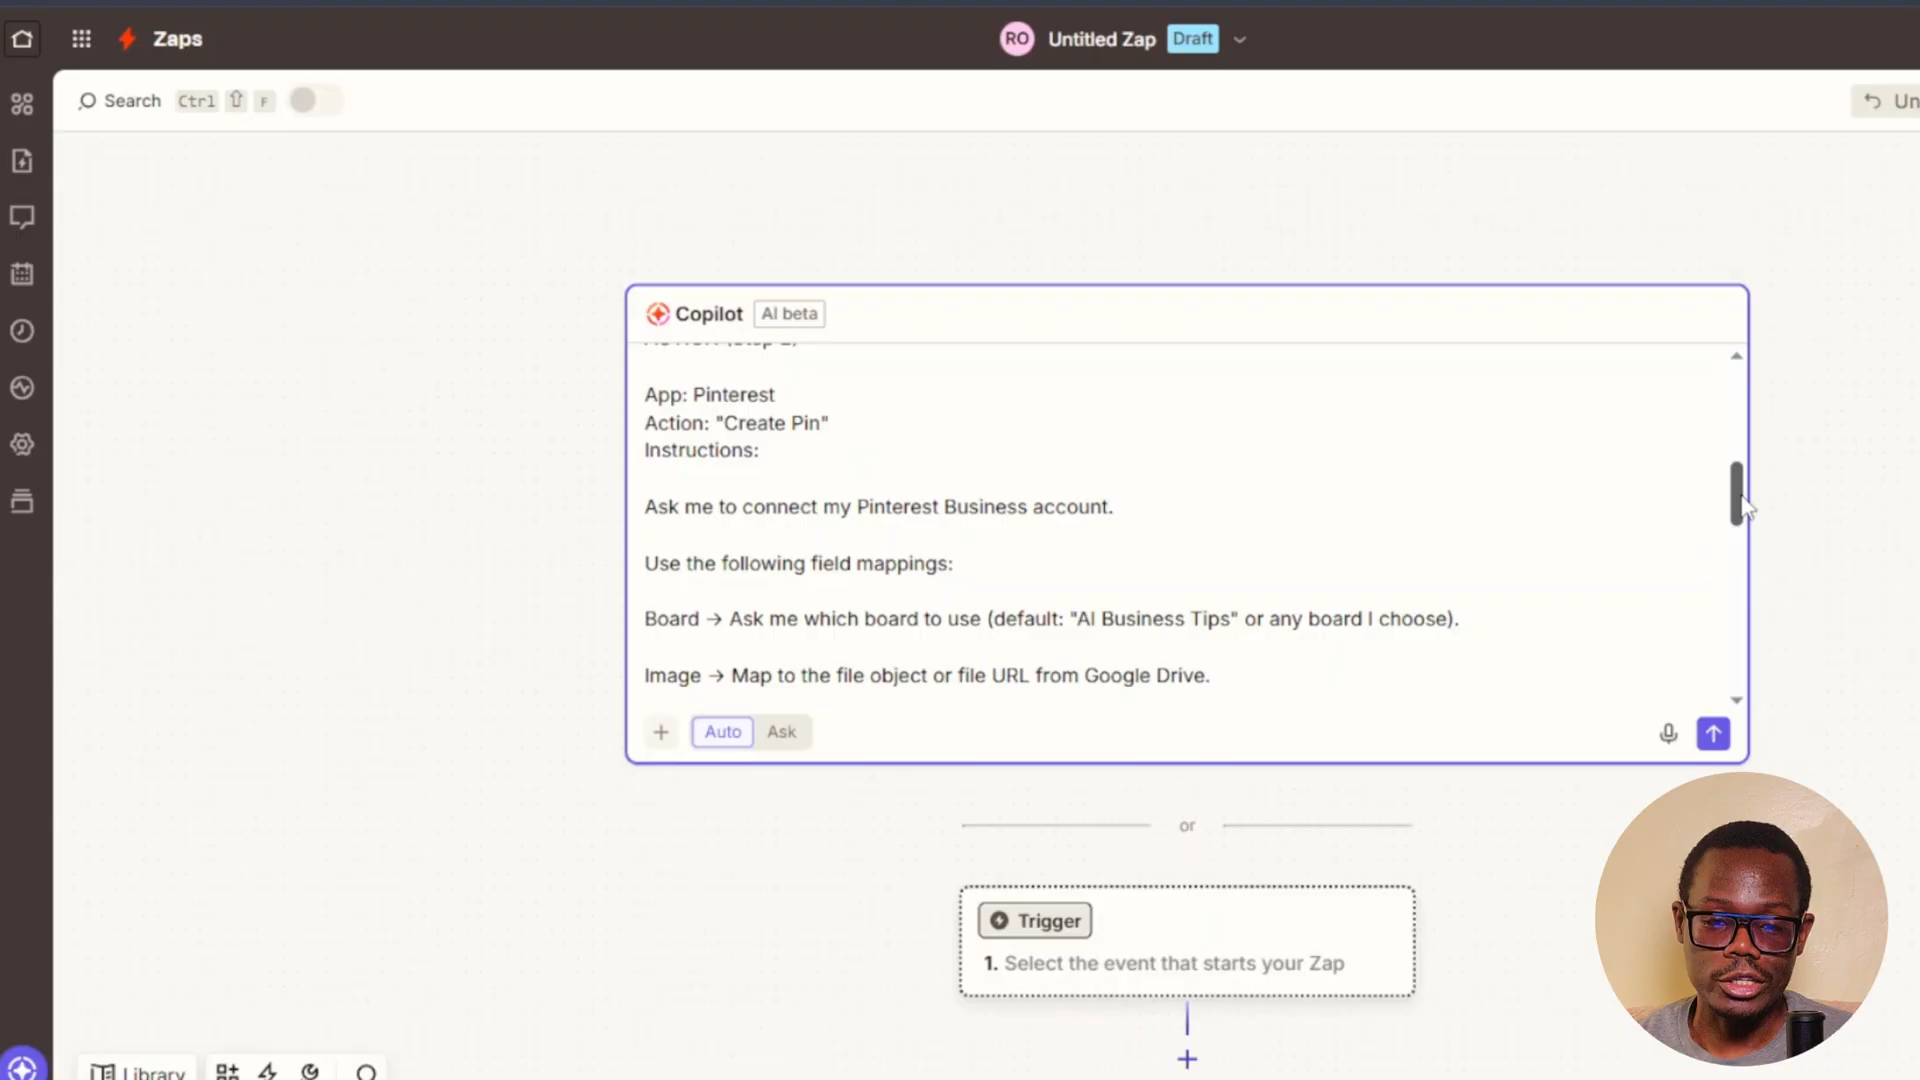 Zaps
RO Untitled Zap Draft
Search Ctrl F
Un
Copilot AI beta
App: Pinterest
Action: "Create Pin"
Instructions:
Ask me to connect my Pinterest Business account.
Use the following field mappings:
Board → Ask me which board to use (default: "AI Business Tips" or any board I choose).
Image → Map to the file object or file URL from Google Drive.
Auto Ask
or
Trigger
1. Select the event that starts your Zap
Library